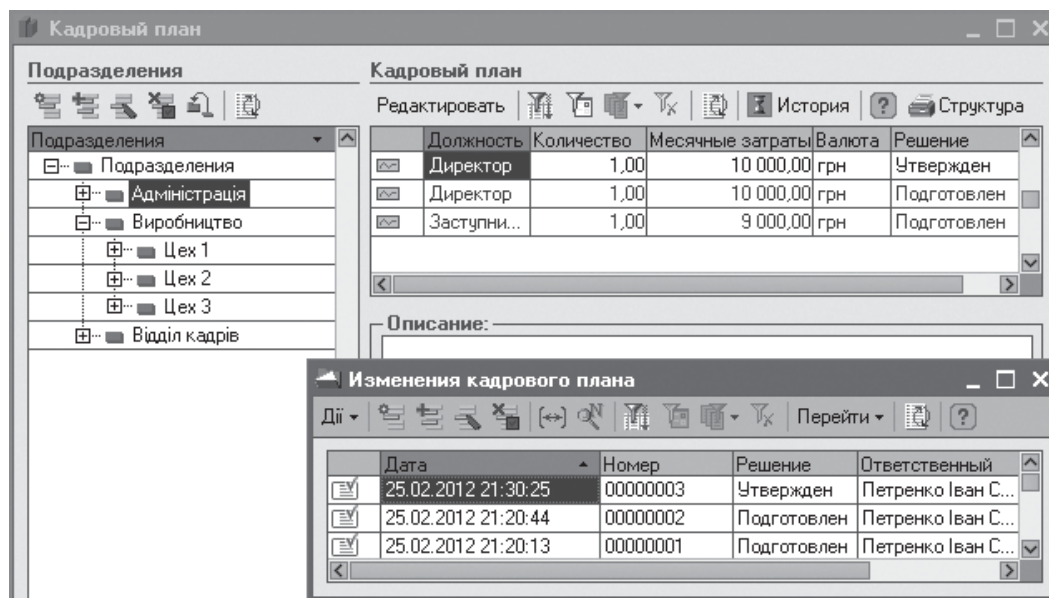 Кадровый план
Подразделения
Кадровый план
Редактировать История Структура
Подразделения
Должность Количество Месячные затраты Валюта Решение
Подразделения
Директор 1,00 10 000,00 грн Утвержден
Адміністрація
Директор 1,00 10 000,00 грн Подготовлен
Виробництво
Заступни... 1,00 9 000,00 грн Подготовлен
Цех 1
Цех 2
Цех 3
Відділ кадрів
Описание:
Изменения кадрового плана
Дії Перейти
Дата Номер Решение Ответственный
25.02.2012 21:30:25 00000003 Утвержден Петренко Іван С...
25.02.2012 21:20:44 00000002 Подготовлен Петренко Іван С...
25.02.2012 21:20:13 00000001 Подготовлен Петренко Іван С...